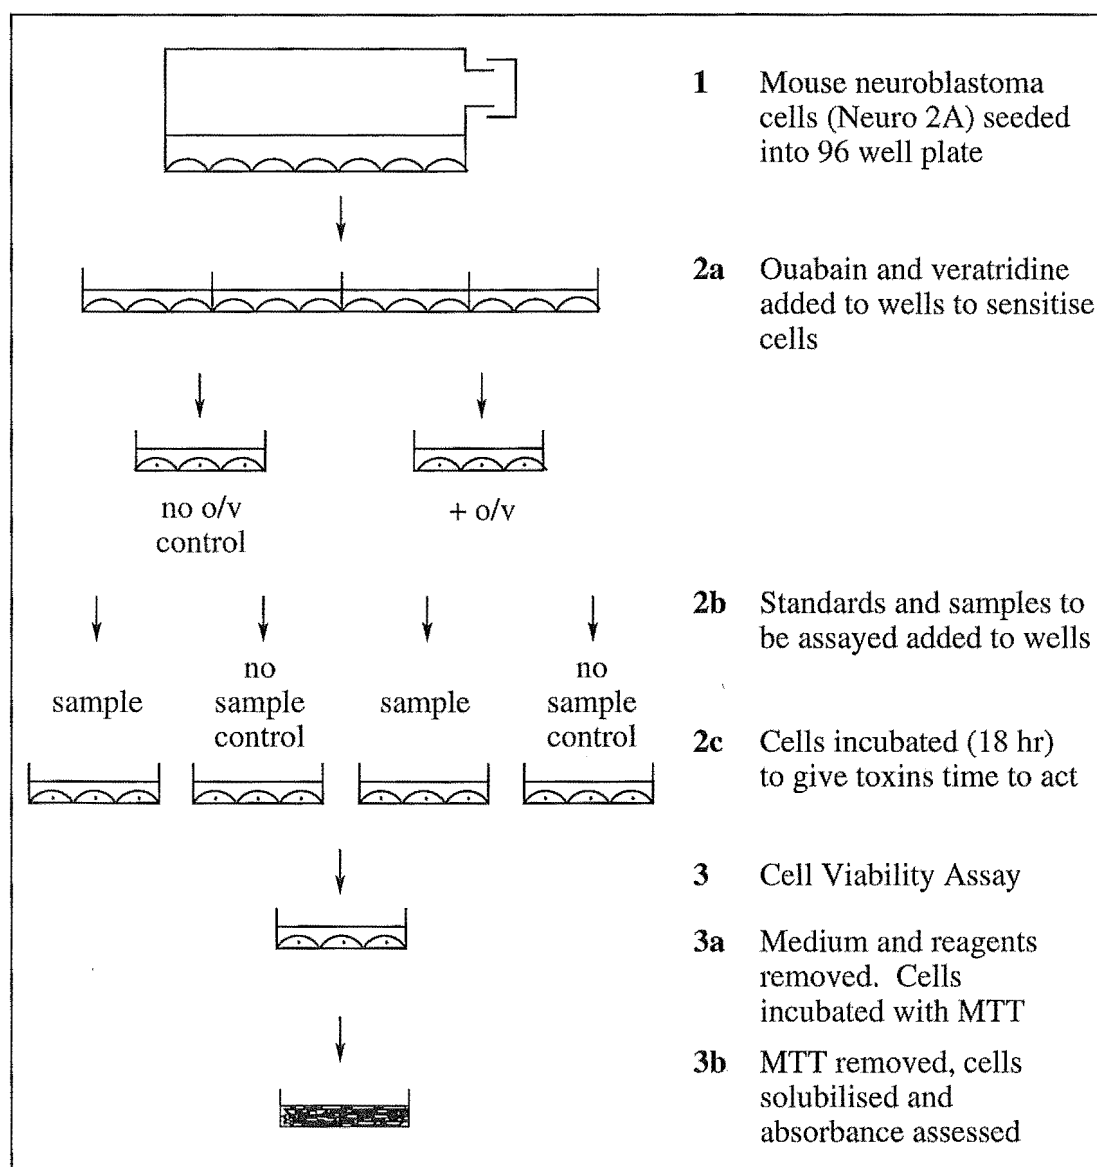 1 Mouse neuroblastoma
cells (Neuro 2A) seeded
into 96 well plate
2a Ouabain and veratridine
added to wells to sensitise
cells
no o/v
control
+ o/v
2b Standards and samples to
be assayed added to wells
sample
no
sample
control
sample
no
sample
control
2c Cells incubated (18 hr)
to give toxins time to act
3 Cell Viability Assay
3a Medium and reagents
removed. Cells
incubated with MTT
3b MTT removed, cells
solubilised and
absorbance assessed